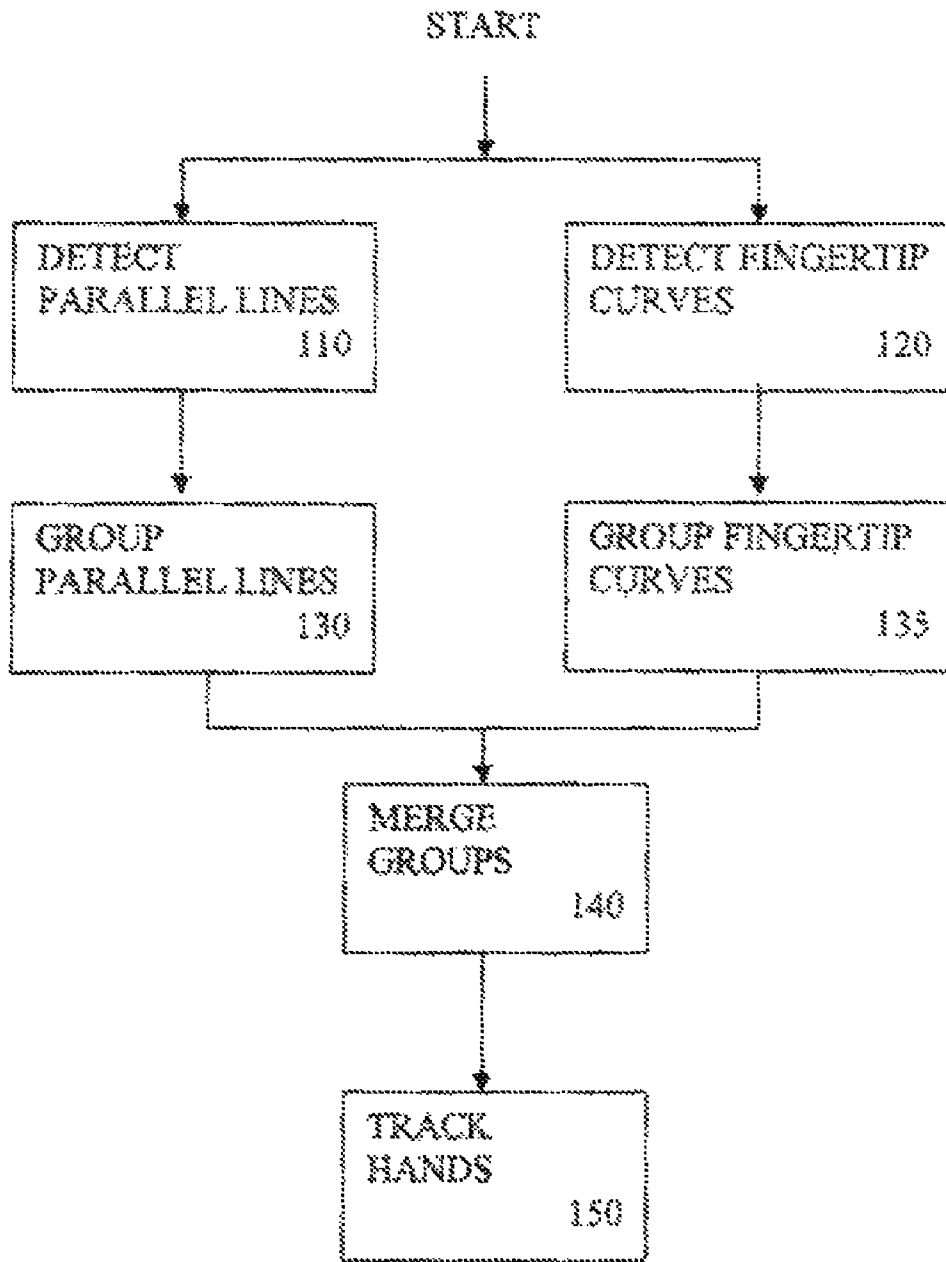 START
DETECT
PARALLEL LINES
110
DETECT FINGERTIP
CURVES
120
GROUP
PARALLEL LINES
130
GROUP FINGERTIP
CURVES
135
MERGE
GROUPS
140
TRACK
HANDS
150